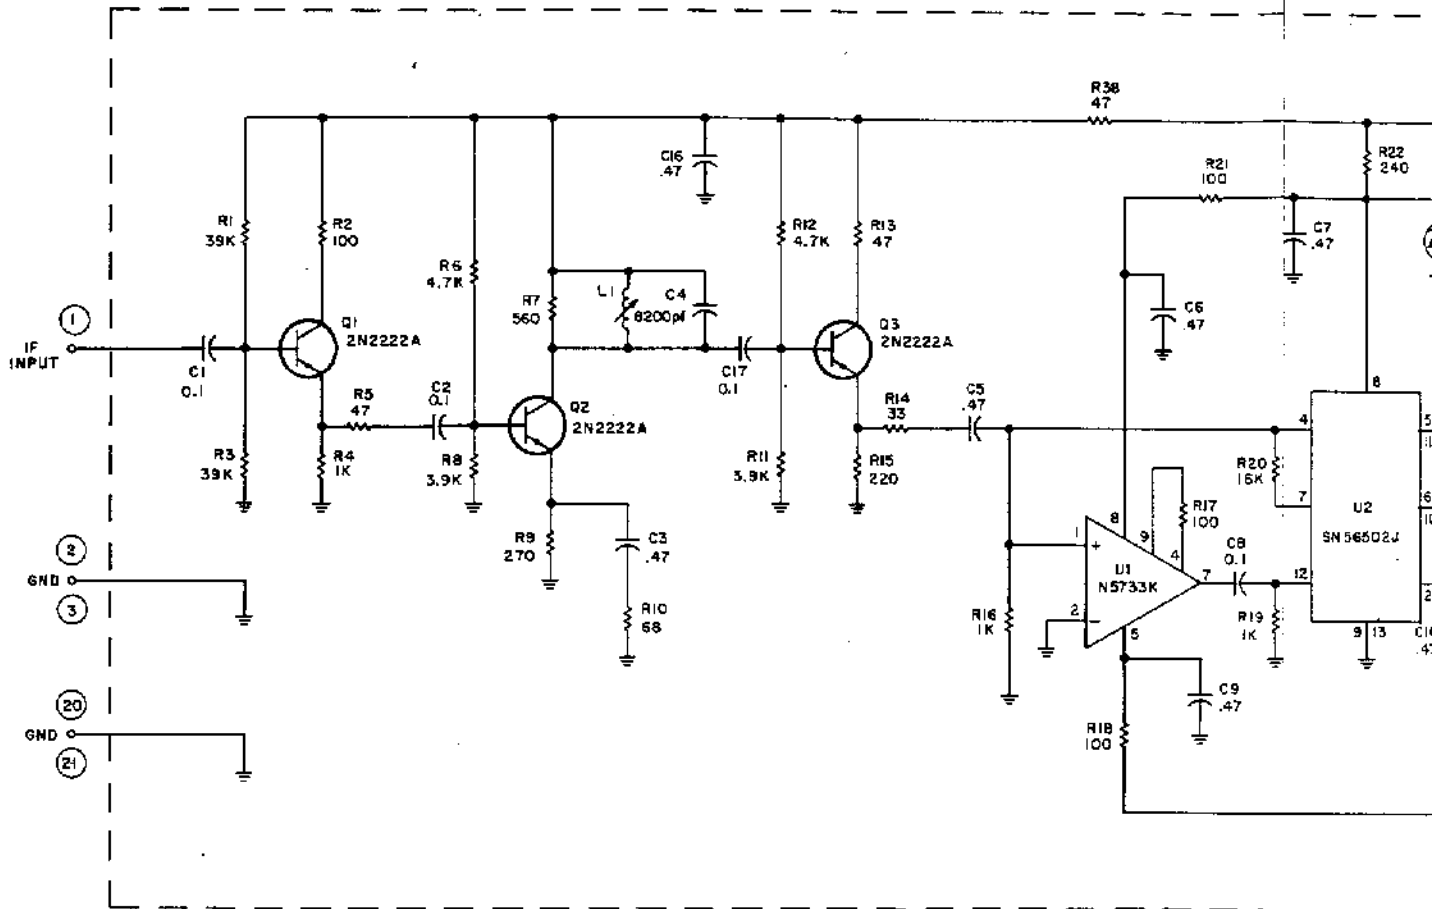 R38
47
C16
.47
R21
100
R22
240
R1
39K
R2
100
R12
4.7K
R13
47
C7
.47
R6
4.7K
R7
560
L1
C4
8200pf
C6
.47
1
IF
INPUT
C1
0.1
Q1
2N2222A
C17
0.1
Q3
2N2222A
R5
47
C2
0.1
Q2
2N2222A
R14
33
C5
.47
8
4
5
R3
39K
R4
1K
R8
3.9K
R11
3.9K
R15
220
R20
7
6
10
R17
100
U2
SN56502J
8
9
4
1
+
U1
N5733K
7
C8
0.1
12
2
2
GND
3
R9
270
C3
.47
R10
68
R16
1K
2
−
5
R19
1K
9
13
20
GND
21
C9
.47
R18
100